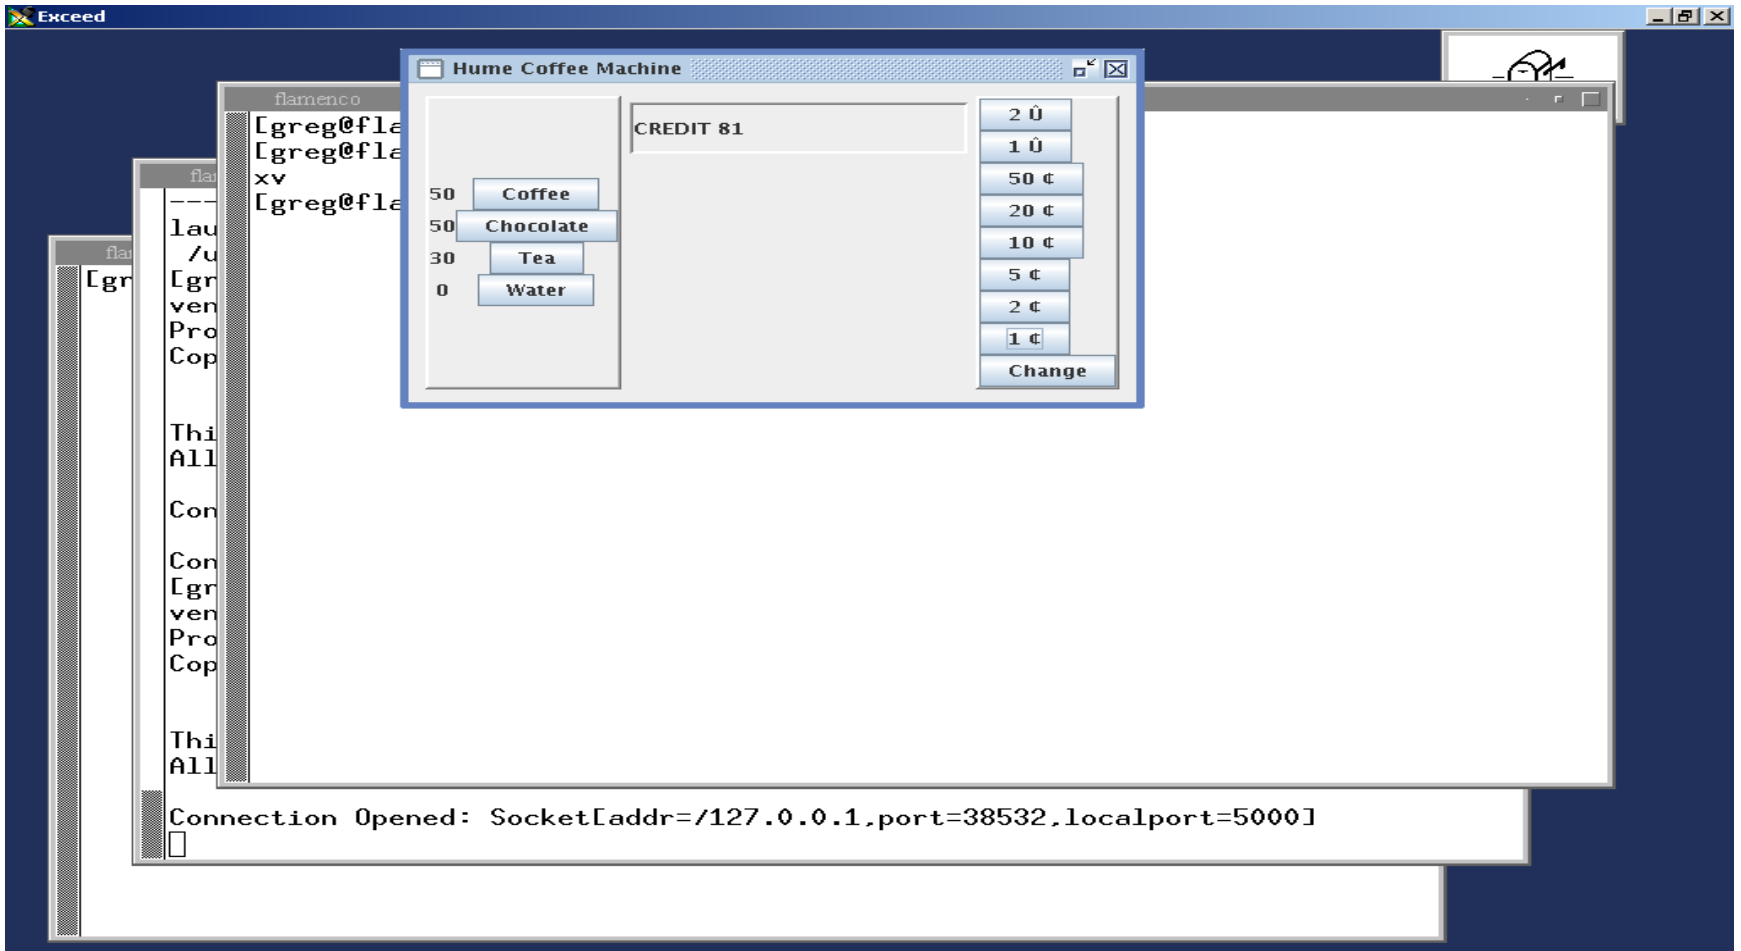 Exceed
Hume Coffee Machine
CREDIT 81
50 Coffee
50 Chocolate
30 Tea
0 Water
2 Û
1 Û
50 ¢
20 ¢
10 ¢
5 ¢
2 ¢
1 ¢
Change
flamenco
[greg@fla
[greg@fla
xv
[greg@fla
fla
----
lau
/u
[gr
ven
Pro
Cop
Thi
All
Con
Con
[gr
ven
Pro
Cop
Thi
All
Connection Opened: Socket[addr=/127.0.0.1,port=38532,localport=5000]
fla
[gr